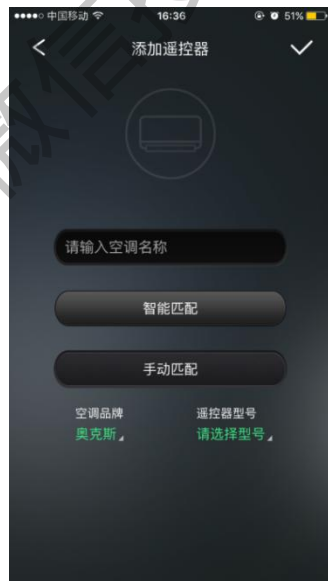 中国移动 16:36 51%
添加遥控器
请输入空调名称
智能匹配
手动匹配
空调品牌 遥控器型号
奥克斯 请选择型号